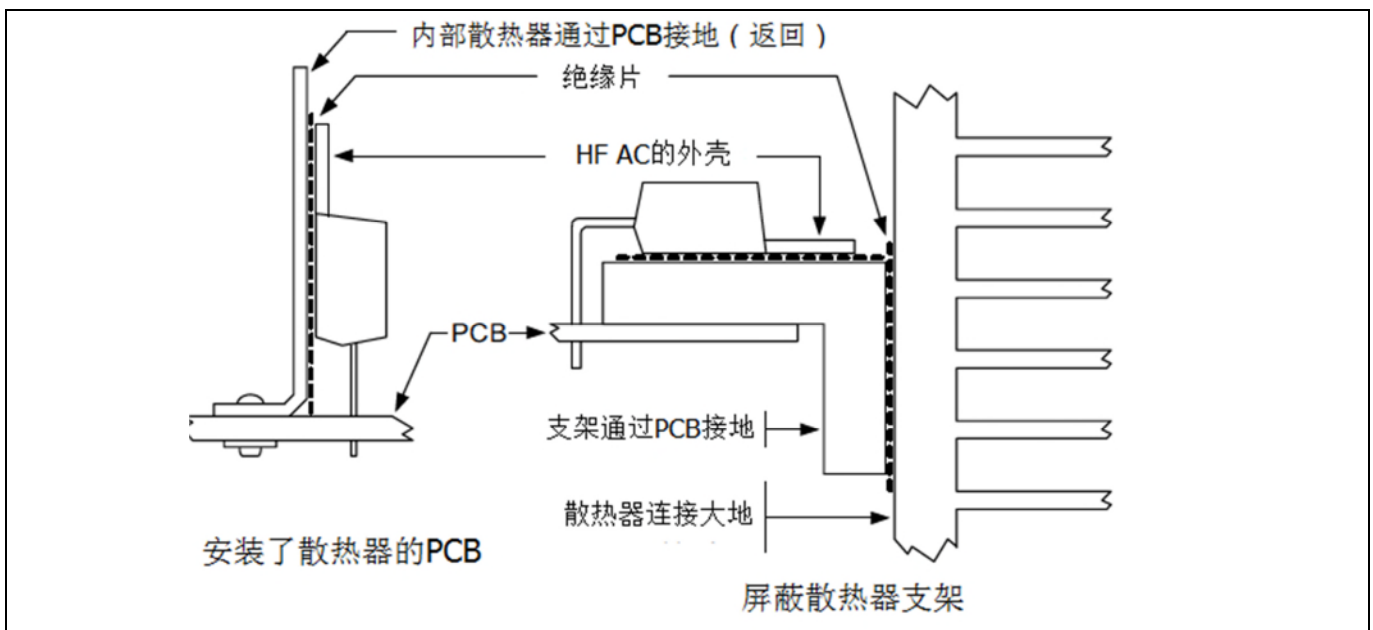 内部散热器通过PCB接地（返回）
绝缘片
HF AC的外壳
PCB
支架通过PCB接地
散热器连接大地
安装了散热器的PCB
屏蔽散热器支架